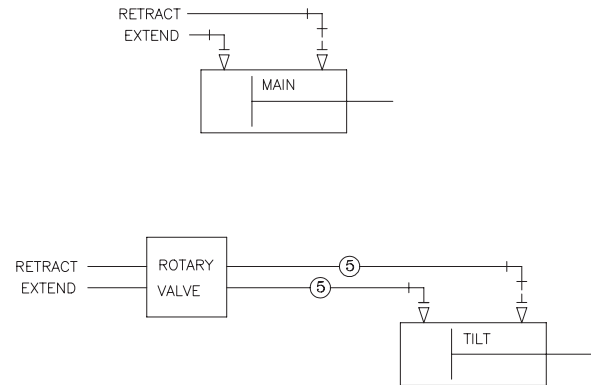 RETRACT
EXTEND
MAIN
RETRACT
ROTARY
5
EXTEND
VALVE
5
TILT